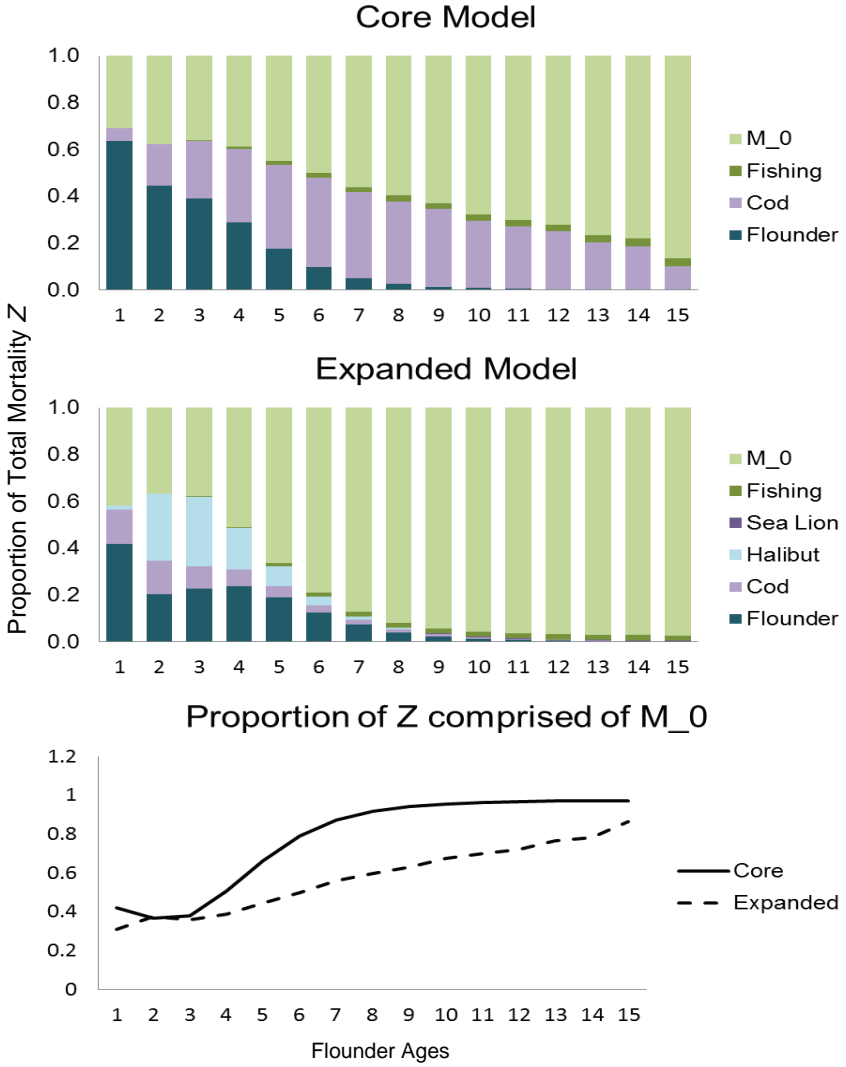 Core Model
1.0
0.8
0.6
0.4
0.2
0.0
1 2 3 4 5 6 7 8 9 10 11 12 13 14 15
M_0
Fishing
Cod
Flounder
Proportion of Total Mortality Z
Expanded Model
1.0
0.8
0.6
0.4
0.2
0.0
1 2 3 4 5 6 7 8 9 10 11 12 13 14 15
M_0
Fishing
Sea Lion
Halibut
Cod
Flounder
Proportion of Z comprised of M_0
1.2
1
0.8
0.6
0.4
0.2
0
1 2 3 4 5 6 7 8 9 10 11 12 13 14 15
Core
Expanded
Flounder Ages